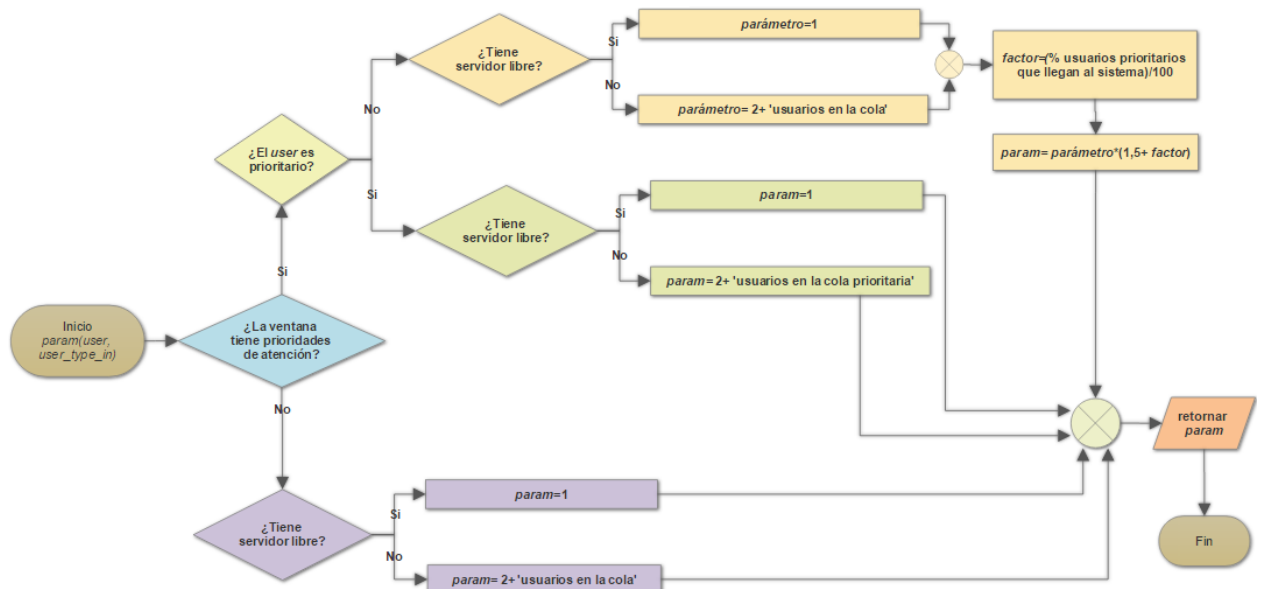 ¿Tiene
servidor libre?
Si
No
parámetro=1
parámetro= 2+ 'usuarios en la cola'
factor=(% usuarios prioritarios
que llegan al sistema)/100
param= parámetro*(1,5+ factor)
No
¿El user es
prioritario?
Si
¿Tiene
servidor libre?
Si
No
param=1
param= 2+ 'usuarios en la cola prioritaria'
Si
Inicio
param(user,
user_type_in)
¿La ventana
tiene prioridades
de atención?
No
retornar
param
¿Tiene
servidor libre?
Si
No
param=1
param= 2+ 'usuarios en la cola'
Fin